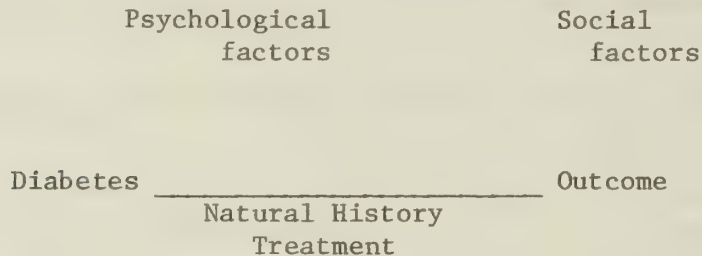 Psychological Social
factors factors
Diabetes Outcome
Natural History
Treatment